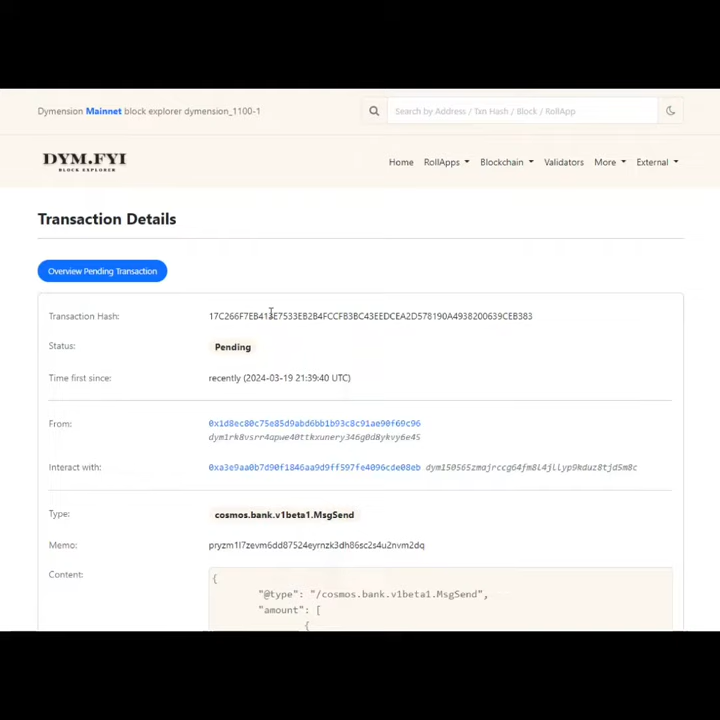 Dymension Mainnet block explorer dymension_1100-1
Search by Address / Txn Hash / Block / RollApp
DYM.FYI
BLOCK EXPLORER
Home RollApps Blockchain Validators More External
Transaction Details
Overview Pending Transaction
Transaction Hash: 17C266F7EB413E7533EB2B4FCCFB3BC43EEDCEA2D578190A4938200639CEB383
Status: Pending
Time first since: recently (2024-03-19 21:39:40 UTC)
From: 0x1d8ec80c75e85d9abd6bb1b93c8c91ae90f69c96
dym1rk8vsrr4apwe40ttkxunery346g0d8ykvy6e45
Interact with: 0xa3e9aa0b7d90f1846aa9d9ff597fe4096cde08eb dym150565zmajrccg64jm8l4jllyp9kduz8tjd5m8c
Type: cosmos.bank.v1beta1.MsgSend
Memo: pryzm1l7zevm6dd87524eyrnzk3dh86sc2s4u2nvm2dq
Content: {
"@type": "/cosmos.bank.v1beta1.MsgSend",
"amount": [
{